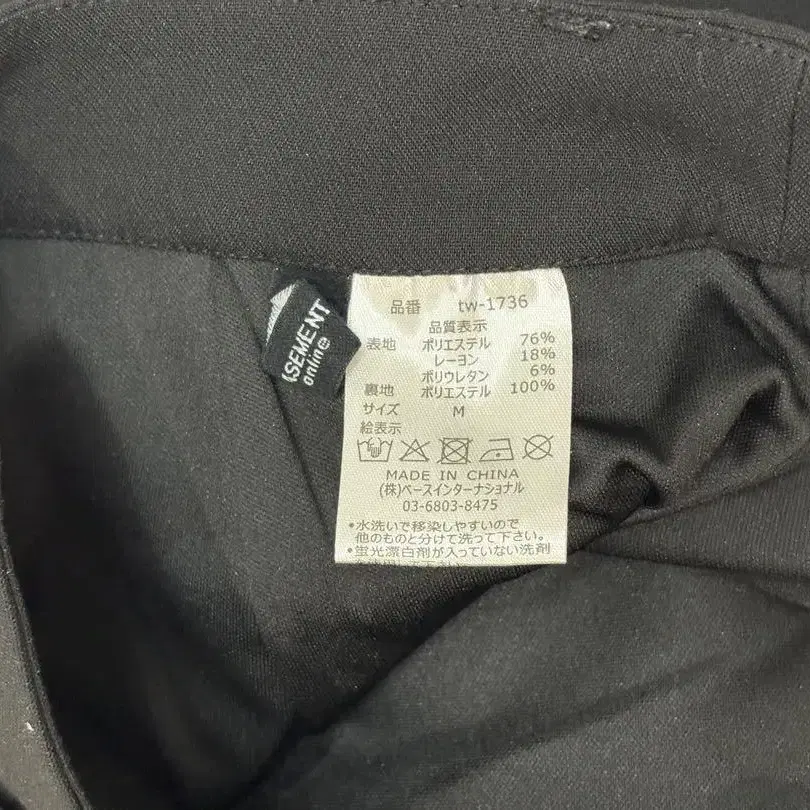 品番 tw-1736
品質表示
表地 ポリエステル 76%
レーヨン 18%
ポリウレタン 6%
裏地 ポリエステル 100%
サイズ M
絵表示
MADE IN CHINA
(株)ベースインターナショナル
03-6803-8475
•水洗いで移染しやすいので
他のものと分けて洗って下さい。
•蛍光漂白剤が入っていない洗剤
ASEMENT
online